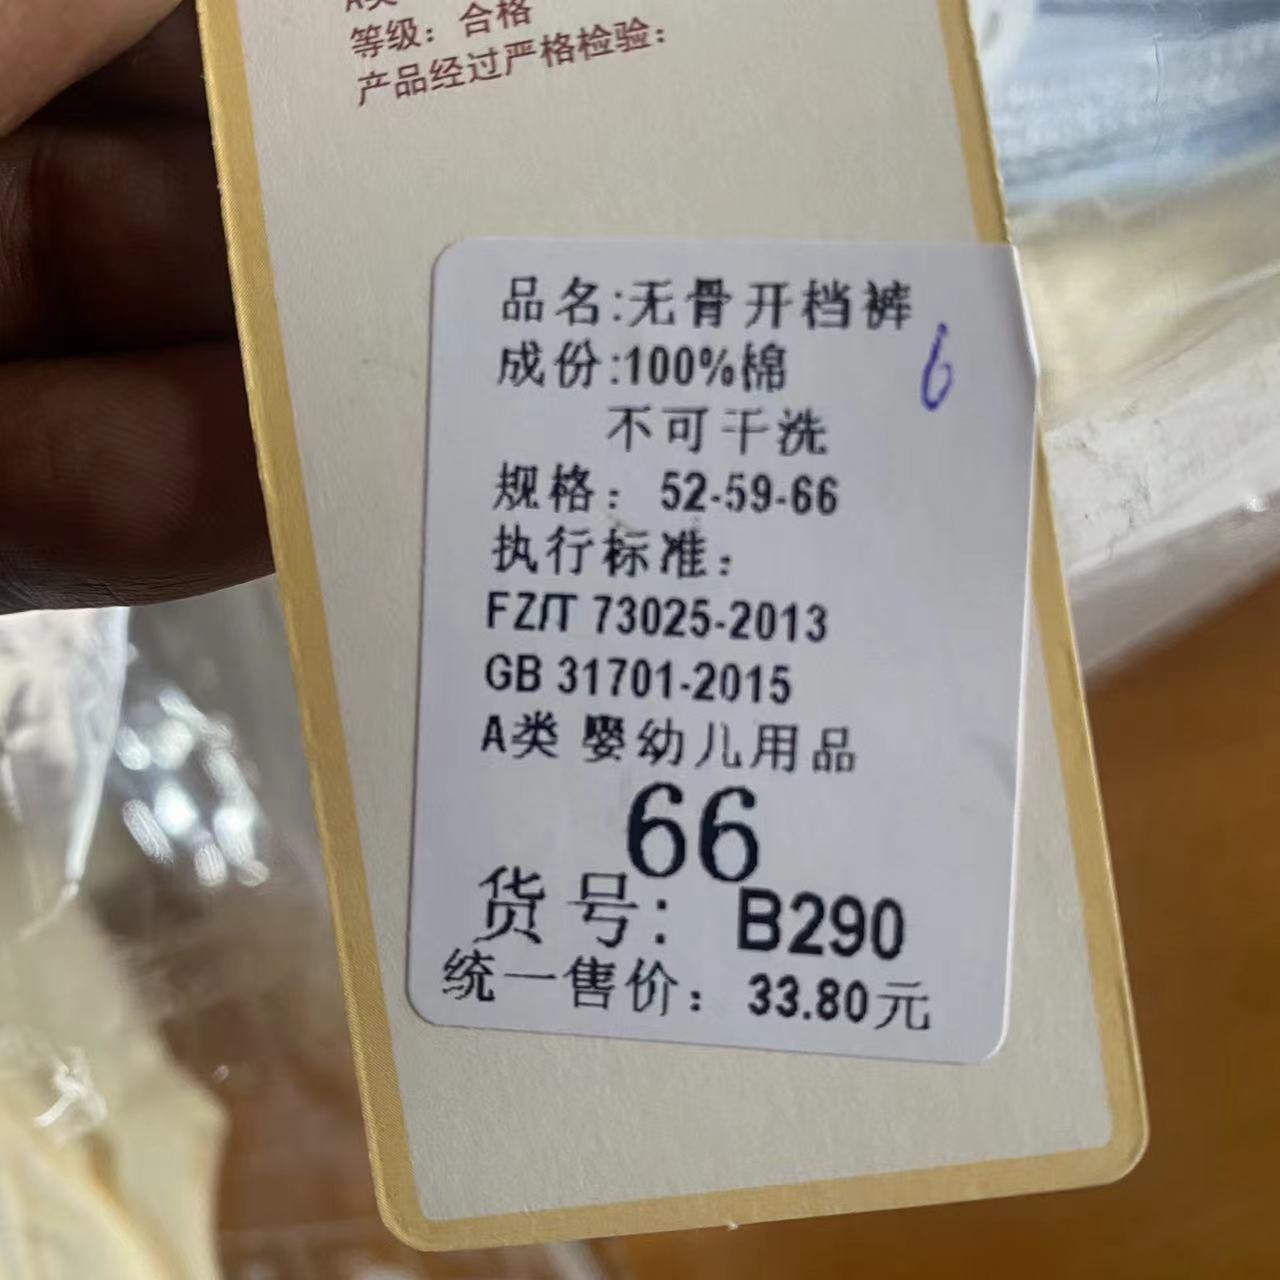 A类
等级：合格
产品经过严格检验：
品名:无骨开档裤
成份:100%棉
6
不可干洗
规格： 52-59-66
执行标准：
FZ/T 73025-2013
GB 31701-2015
A类 婴幼儿用品
66
货号： B290
统一售价： 33.80元